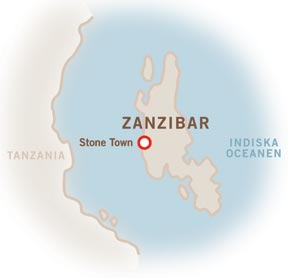 ZANZIBAR
Stone Town
TANZANIA
INDISKA
OCEANEN